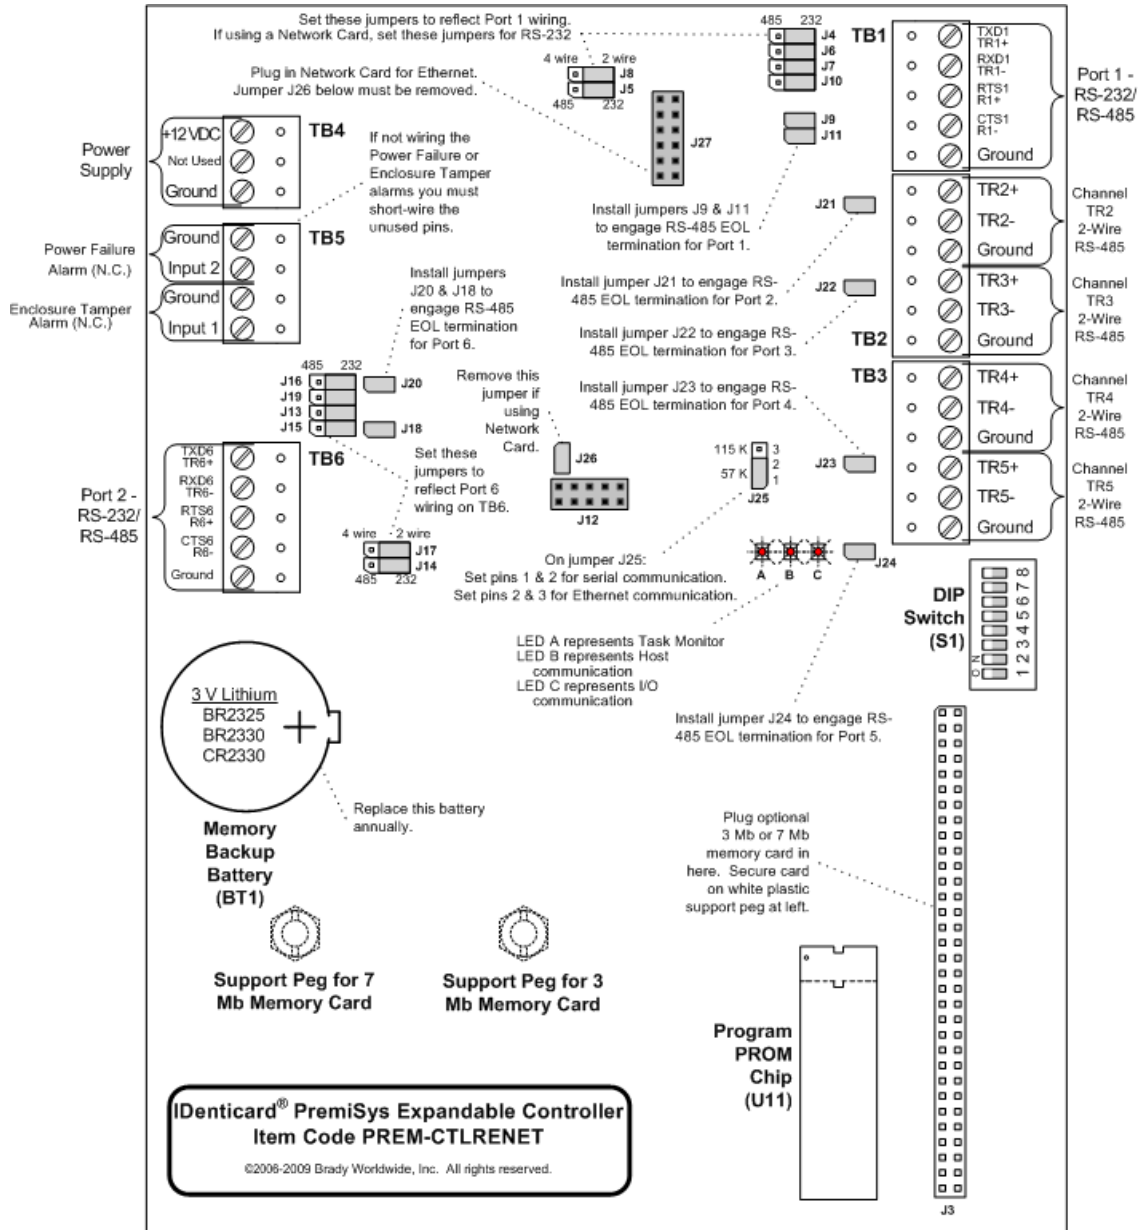 Set these jumpers to reflect Port 1 wiring.
If using a Network Card, set these jumpers for RS-232
485 232
J4
J6
J7
J10
4 wire 2 wire
J8
J5
485 232
Plug in Network Card for Ethernet.
Jumper J26 below must be removed.
J27
J9
J11
Install jumpers J9 & J11
to engage RS-485 EOL
termination for Port 1.
TB1
TXD1
TR1+
RXD1
TR1-
RTS1
R1+
CTS1
R1-
Ground
Port 1 -
RS-232/
RS-485
Power
Supply
+12VDC
Not Used
Ground
TB4
If not wiring the
Power Failure or
Enclosure Tamper
alarms you must
short-wire the
unused pins.
Power Failure
Alarm (N.C.)
Enclosure Tamper
Alarm (N.C.)
Ground
Input 2
Ground
Input 1
TB5
J21
Install jumper J21 to engage RS-
485 EOL termination for Port 2.
J22
Install jumper J22 to engage RS-
485 EOL termination for Port 3.
TR2+
TR2-
Ground
Channel
TR2
2-Wire
RS-485
TR3+
TR3-
Ground
TB2
Channel
TR3
2-Wire
RS-485
Install jumpers
J20 & J18 to
engage RS-485
EOL termination
for Port 6.
485 232
J16
J19
J13
J15
J20
J18
Remove this
jumper if
using
Network
Card.
J26
J12
Install jumper J23 to engage RS-
485 EOL termination for Port 4.
J23
TB3
TR4+
TR4-
Ground
Channel
TR4
2-Wire
RS-485
TR5+
TR5-
Ground
Channel
TR5
2-Wire
RS-485
Port 2 -
RS-232/
RS-485
TXD6
TR6+
RXD6
TR6-
RTS6
R6+
CTS6
R6-
Ground
TB6
Set these
jumpers to
reflect Port 6
wiring on TB6.
4 wire 2 wire
J17
J14
485 232
115 K
57 K
3
2
1
J25
On jumper J25:
Set pins 1 & 2 for serial communication.
Set pins 2 & 3 for Ethernet communication.
A B C
J24
LED A represents Task Monitor
LED B represents Host
communication
LED C represents I/O
communication
Install jumper J24 to engage RS-
485 EOL termination for Port 5.
DIP
Switch
(S1)
ON
1 2 3 4 5 6 7 8
3 V Lithium
BR2325
BR2330
CR2330
Replace this battery
annually.
Memory
Backup
Battery
(BT1)
Plug optional
3 Mb or 7 Mb
memory card in
here. Secure card
on white plastic
support peg at left.
Support Peg for 7
Mb Memory Card
Support Peg for 3
Mb Memory Card
Program
PROM
Chip
(U11)
J3
IDenticard® PremiSys Expandable Controller
Item Code PREM-CTLRENET
©2006-2009 Brady Worldwide, Inc. All rights reserved.